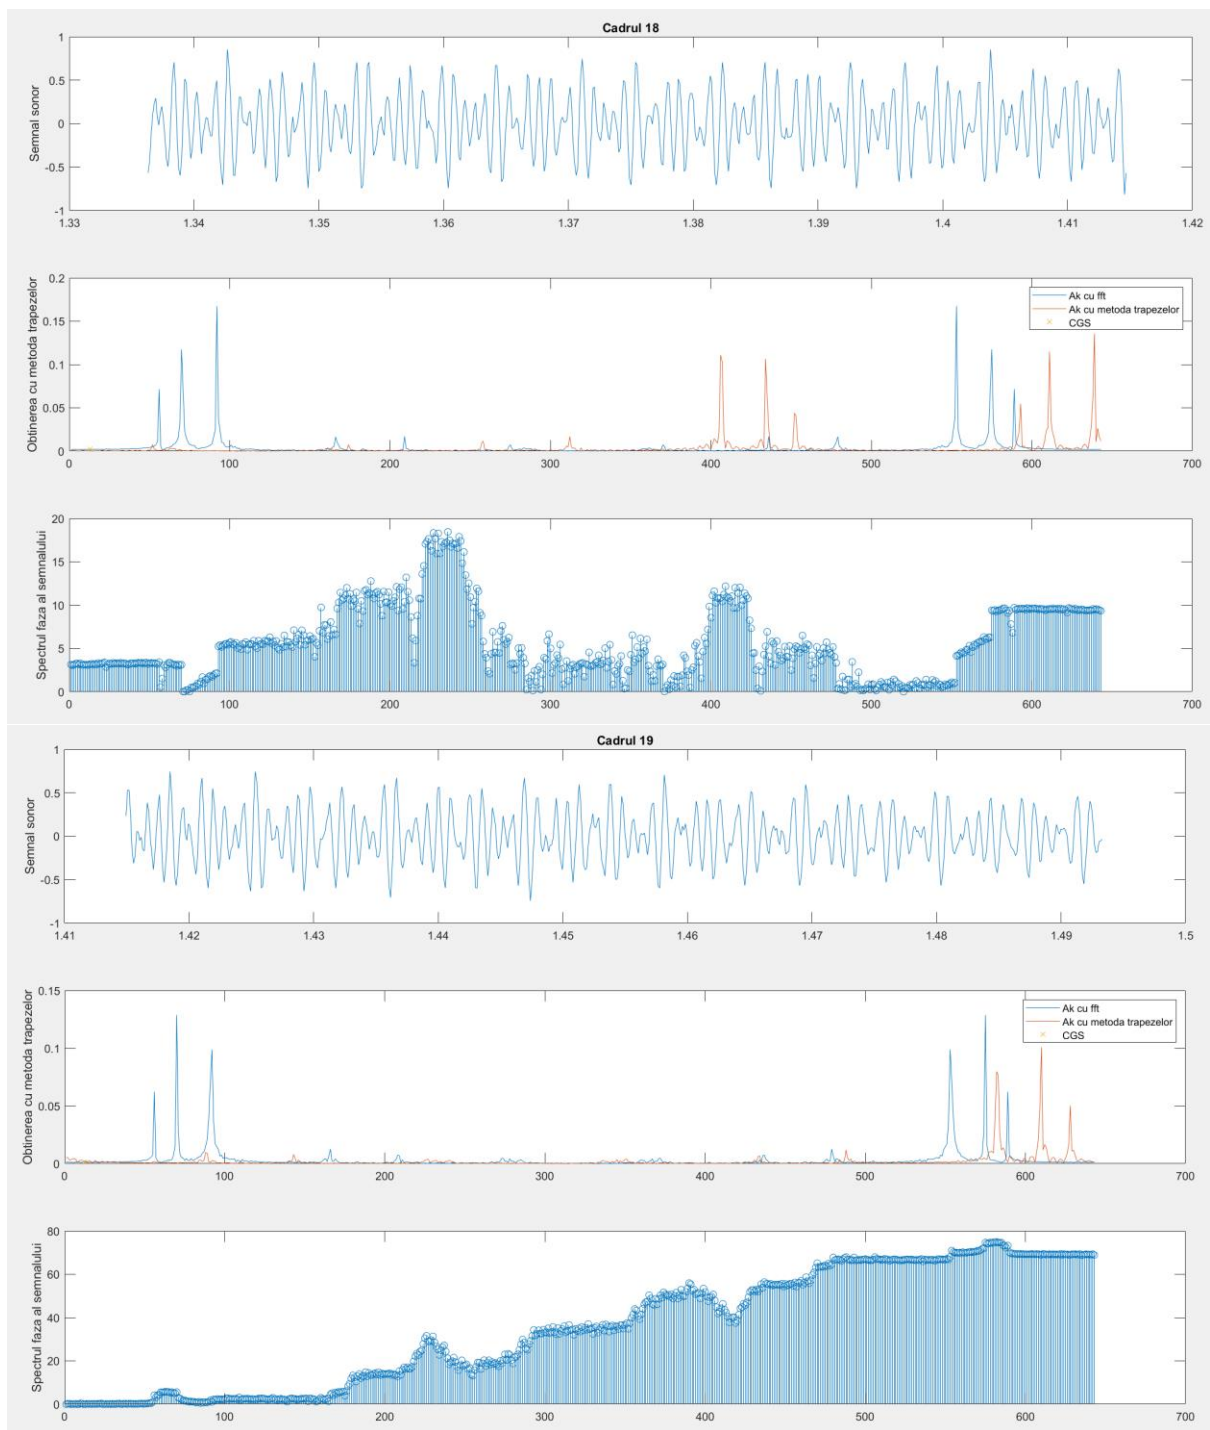 Cadrul 18
Semnal sonor
1
0.5
0
-0.5
-1
1.33 1.34 1.35 1.36 1.37 1.38 1.39 1.4 1.41 1.42
Obtinerea cu metoda trapezelor
0.2
0.15
0.1
0.05
0
Ak cu fft
Ak cu metoda trapezelor
CGS
0 100 200 300 400 500 600 700
Spectrul faza al semnalului
20
15
10
5
0
0 100 200 300 400 500 600 700
Cadrul 19
Semnal sonor
1
0.5
0
-0.5
-1
1.41 1.42 1.43 1.44 1.45 1.46 1.47 1.48 1.49 1.5
Obtinerea cu metoda trapezelor
0.15
0.1
0.05
0
Ak cu fft
Ak cu metoda trapezelor
CGS
0 100 200 300 400 500 600 700
Spectrul faza al semnalului
80
60
40
20
0
0 100 200 300 400 500 600 700